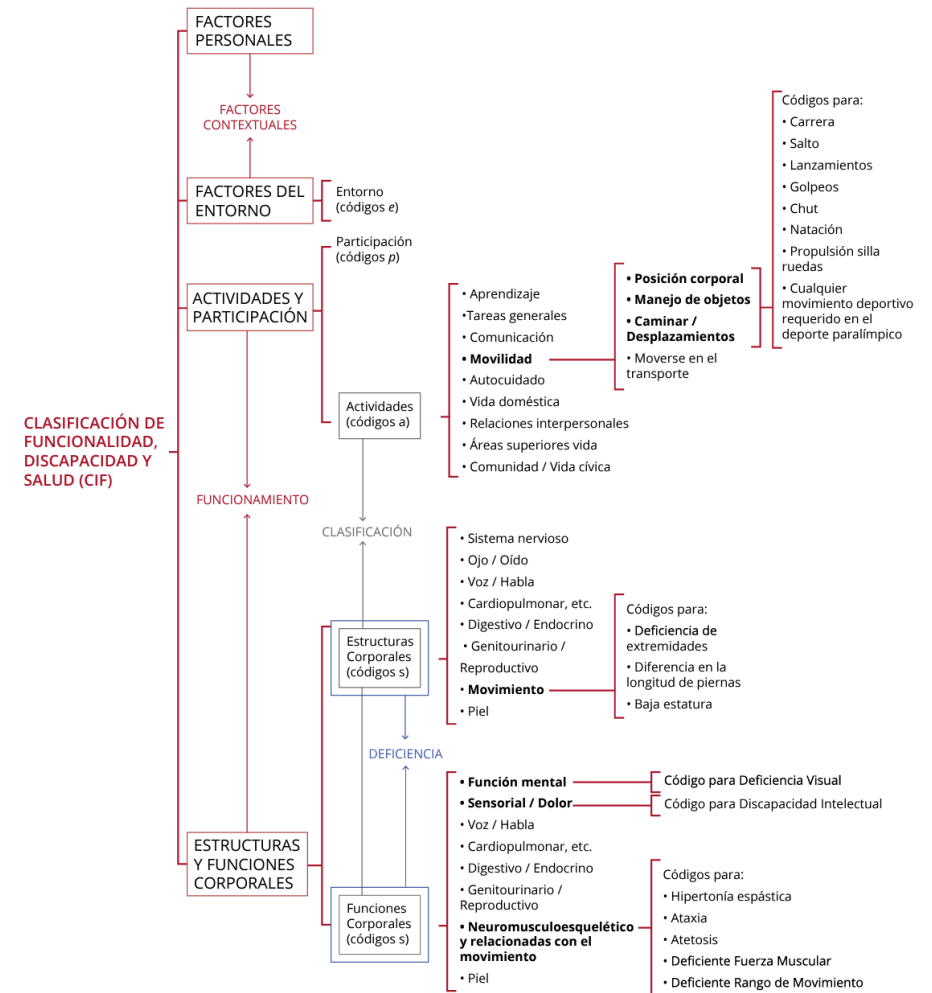 FACTORES
PERSONALES
FACTORES
CONTEXTUALES
FACTORES DEL
ENTORNO
Entorno
(códigos e)
Participación
(códigos p)
ACTIVIDADES Y
PARTICIPACIÓN
Actividades
(códigos a)
• Aprendizaje
•Tareas generales
• Comunicación
• Movilidad
• Autocuidado
• Vida doméstica
• Relaciones interpersonales
• Áreas superiores vida
• Comunidad / Vida cívica
• Posición corporal
• Manejo de objetos
• Caminar /
Desplazamientos
• Moverse en el
transporte
Códigos para:
• Carrera
• Salto
• Lanzamientos
• Golpeos
• Chut
• Natación
• Propulsión silla
ruedas
• Cualquier
movimiento deportivo
requerido en el
deporte paralímpico
CLASIFICACIÓN DE
FUNCIONALIDAD,
DISCAPACIDAD Y
SALUD (CIF)
FUNCIONAMIENTO
CLASIFICACIÓN
Estructuras
Corporales
(códigos s)
• Sistema nervioso
• Ojo / Oído
• Voz / Habla
• Cardiopulmonar, etc.
• Digestivo / Endocrino
• Genitourinario /
Reproductivo
• Movimiento
• Piel
Códigos para:
• Deficiencia de
extremidades
• Diferencia en la
longitud de piernas
• Baja estatura
DEFICIENCIA
ESTRUCTURAS
Y FUNCIONES
CORPORALES
Funciones
Corporales
(códigos s)
• Función mental
• Sensorial / Dolor
• Voz / Habla
• Cardiopulmonar, etc.
• Digestivo / Endocrino
• Genitourinario /
Reproductivo
• Neuromusculoesquelético
y relacionadas con el
movimiento
• Piel
Código para Deficiencia Visual
Código para Discapacidad Intelectual
Códigos para:
• Hipertonía espástica
• Ataxia
• Atetosis
• Deficiente Fuerza Muscular
• Deficiente Rango de Movimiento